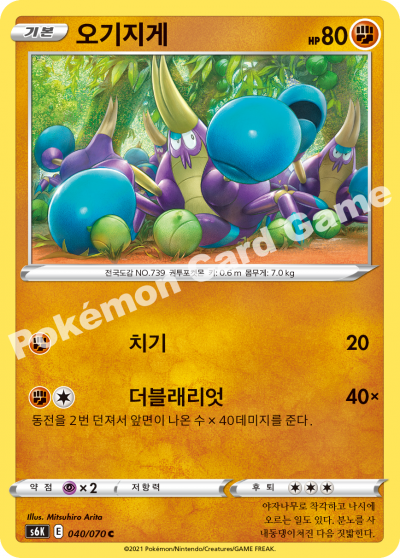 기본 오기지게 HP80
전국도감 NO.739 권투포켓몬 키: 0.6 m 몸무게: 7.0 kg
Pokémon Card Game
치기 20
더블래리엇 40×
동전을 2번 던져서 앞면이 나온 수 × 40데미지를 준다.
약점 ×2 저항력 후퇴
Illus. Mitsuhiro Arita
s6K E 040/070 C
야자나무로 착각하고 나시에
오르는 일도 있다. 분노를 사
내동댕이쳐진 다음 짓밟힌다.
©2021 Pokémon/Nintendo/Creatures/GAME FREAK.